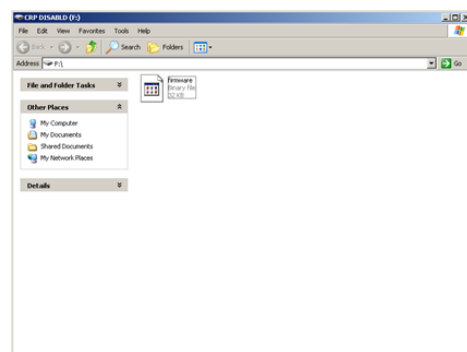 CRP DISABLD (F:)
File Edit View Favorites Tools Help
Back Search Folders
Address F:\ Go
File and Folder Tasks
firmware
Binary file
32 KB
Other Places
My Computer
My Documents
Shared Documents
My Network Places
Details